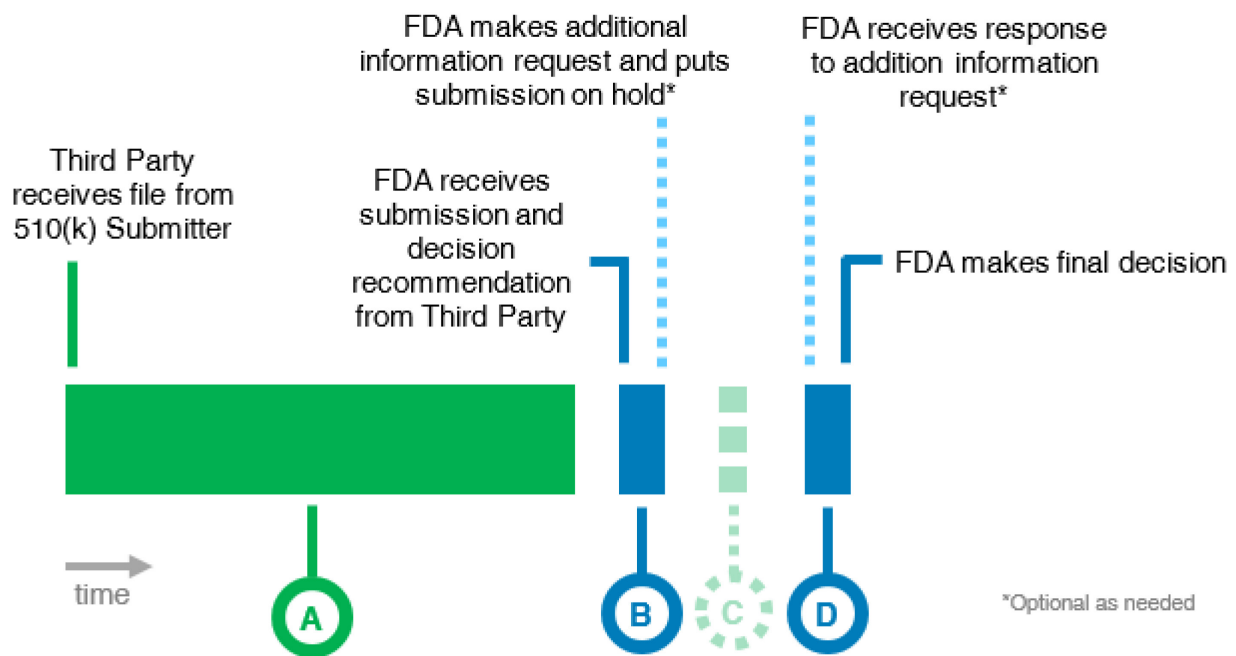 FDA makes additional
information request and puts
submission on hold*
FDA receives response
to addition information
request*
Third Party
receives file from
510(k) Submitter
FDA receives
submission and
decision
recommendation
from Third Party
FDA makes final decision
time
A
B
C
D
*Optional as needed